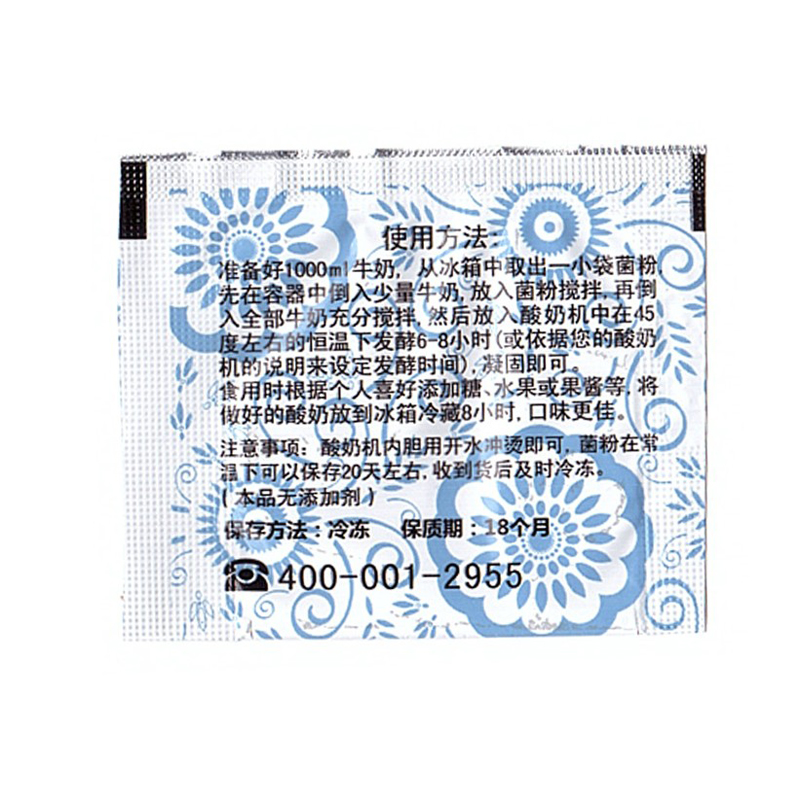 使用方法:
准备好1000ml牛奶, 从冰箱中取出一小袋菌粉,
先在容器中倒入少量牛奶,放入菌粉搅拌,再倒
入全部牛奶充分搅拌,然后放入酸奶机中在45
度左右的恒温下发酵6-8小时(或依据您的酸奶
机的说明来设定发酵时间),凝固即可。
食用时根据个人喜好添加糖、水果或果酱等,将
做好的酸奶放到冰箱冷藏8小时,口味更佳。
注意事项: 酸奶机内胆用开水冲烫即可,菌粉在常
温下可以保存20天左右,收到货后及时冷冻。
(本品无添加剂)
保存方法:冷冻 保质期:18个月
☎400-001-2955